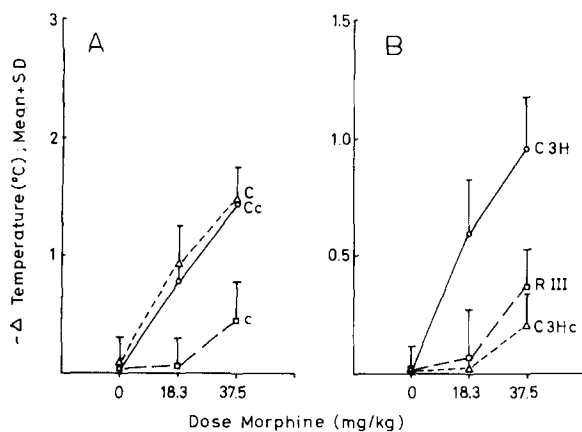 A
B
-Δ Temperature (°C); Mean+SD
3
2
1
0
18.3
37.5
C
Cc
c
1.5
1.0
0.5
0
18.3
37.5
C3H
R III
C3Hc
Dose Morphine (mg/kg)